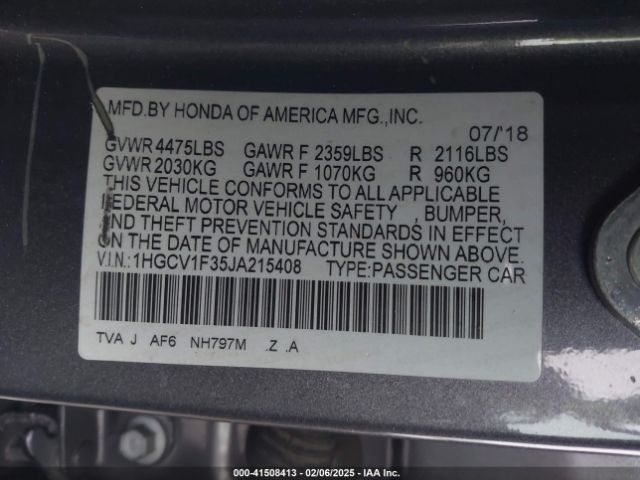 MFD.BY HONDA OF AMERICA MFG.,INC.
07/'18
GVWR 4475LBS GAWR F 2359LBS R 2116LBS
GVWR 2030KG GAWR F 1070KG R 960KG
THIS VEHICLE CONFORMS TO ALL APPLICABLE
FEDERAL MOTOR VEHICLE SAFETY , BUMPER,
AND THEFT PREVENTION STANDARDS IN EFFECT
ON THE DATE OF MANUFACTURE SHOWN ABOVE.
V.I.N.:1HGCV1F35JA215408 TYPE:PASSENGER CAR
TVA J AF6 NH797M .Z .A
000-41508413 - 02/06/2025 - IAA Inc.